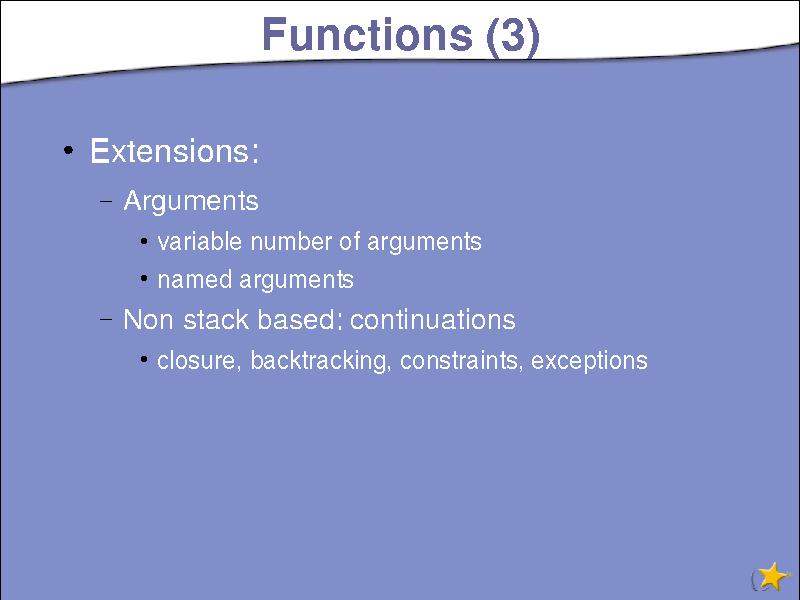 Functions (3)
• Extensions:
– Arguments
• variable number of arguments
• named arguments
– Non stack based: continuations
• closure, backtracking, constraints, exceptions